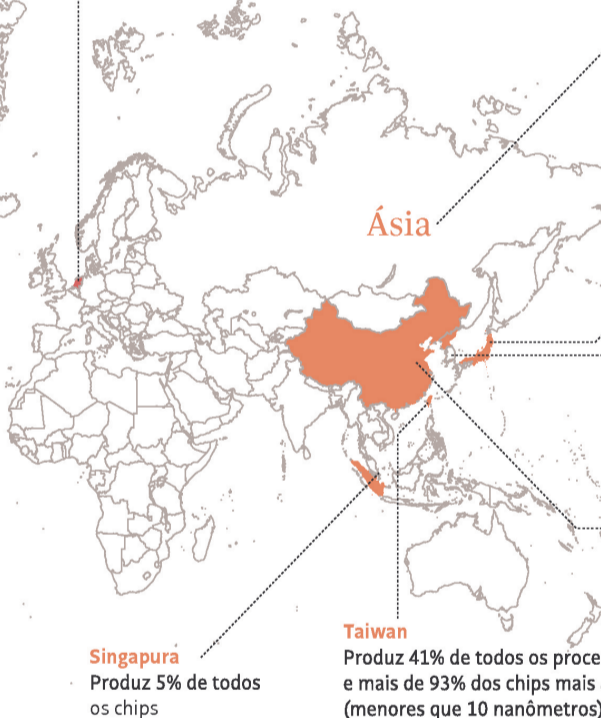 Ásia
Singapura
Produz 5% de todos
os chips
Taiwan
Produz 41% de todos os
e mais de 93% dos chips mais
(menores que 10 nanômetros)